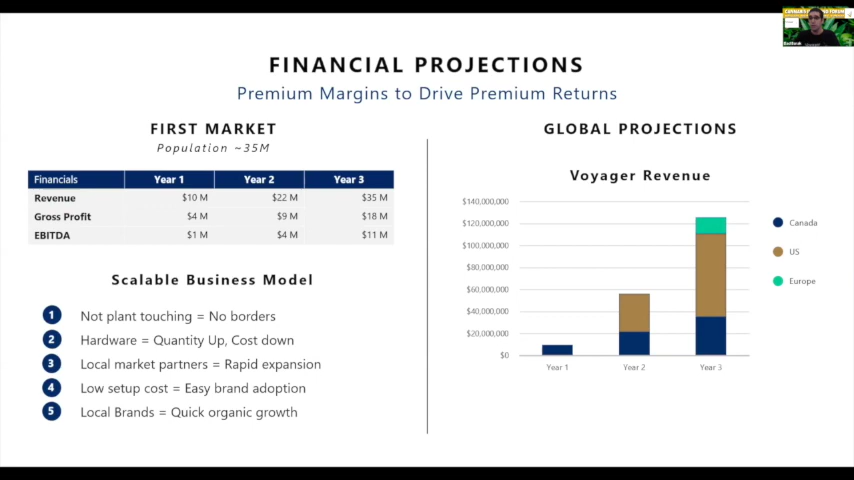 FINANCIAL PROJECTIONS
Premium Margins to Drive Premium Returns
FIRST MARKET
Population ~35M
Financials Year 1 Year 2 Year 3
Revenue $10 M $22 M $35 M
Gross Profit $4 M $9 M $18 M
EBITDA $1 M $4 M $11 M
Scalable Business Model
1 Not plant touching = No borders
2 Hardware = Quantity Up, Cost down
3 Local market partners = Rapid expansion
4 Low setup cost = Easy brand adoption
5 Local Brands = Quick organic growth
GLOBAL PROJECTIONS
Voyager Revenue
$140,000,000
$120,000,000
$100,000,000
$80,000,000
$60,000,000
$40,000,000
$20,000,000
$0
Year 1 Year 2 Year 3
Canada
US
Europe